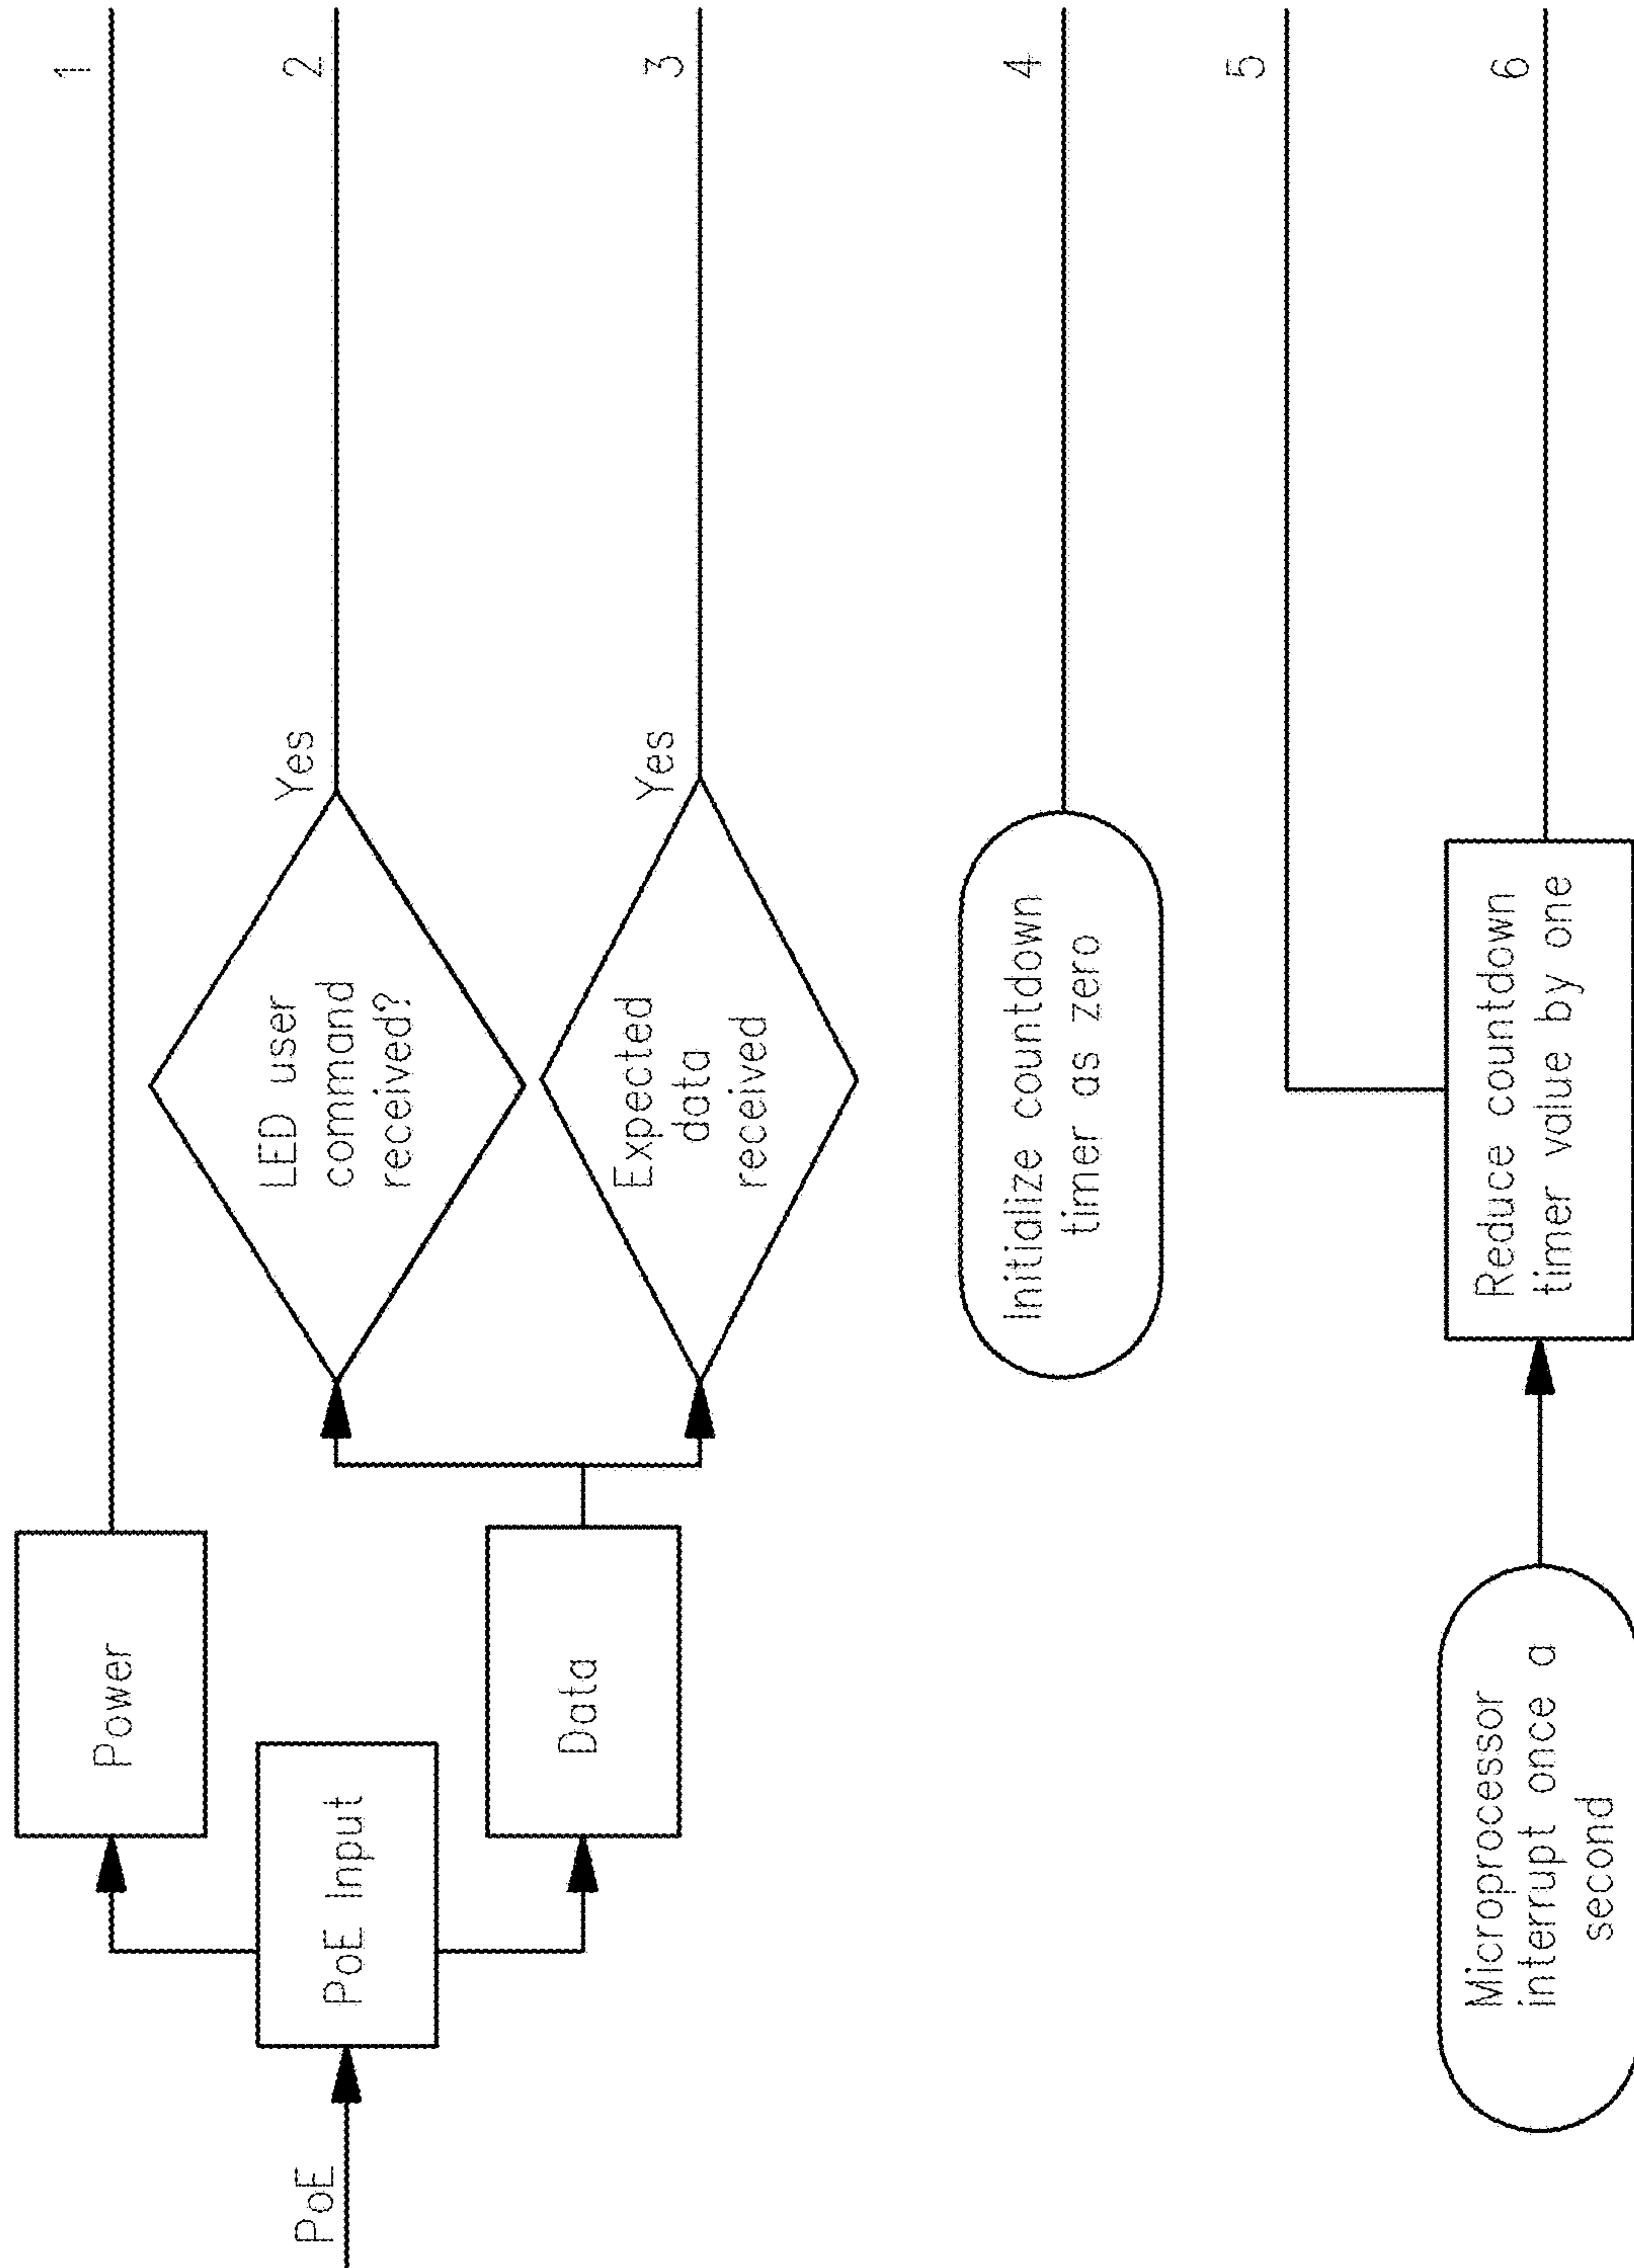 PoE
PoE Input
Power
1
Data
LED user
command
received?
Yes
2
Expected
data
received
Yes
3
Initialize countdown
timer as zero
4
5
Microprocessor
interrupt once a
second
Reduce countdown
timer value by one
6